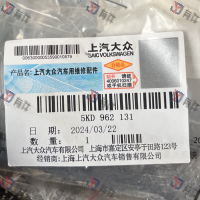 上汽大众
SAIC VOLKSWAGEN
产品名: 上汽大众汽车用维修配件
5KD 962 131
日期: 2024/03/22
上汽大众汽车有限公司 上海市嘉定区安亭于田路123号
经销商:上海上汽大众汽车销售有限公司